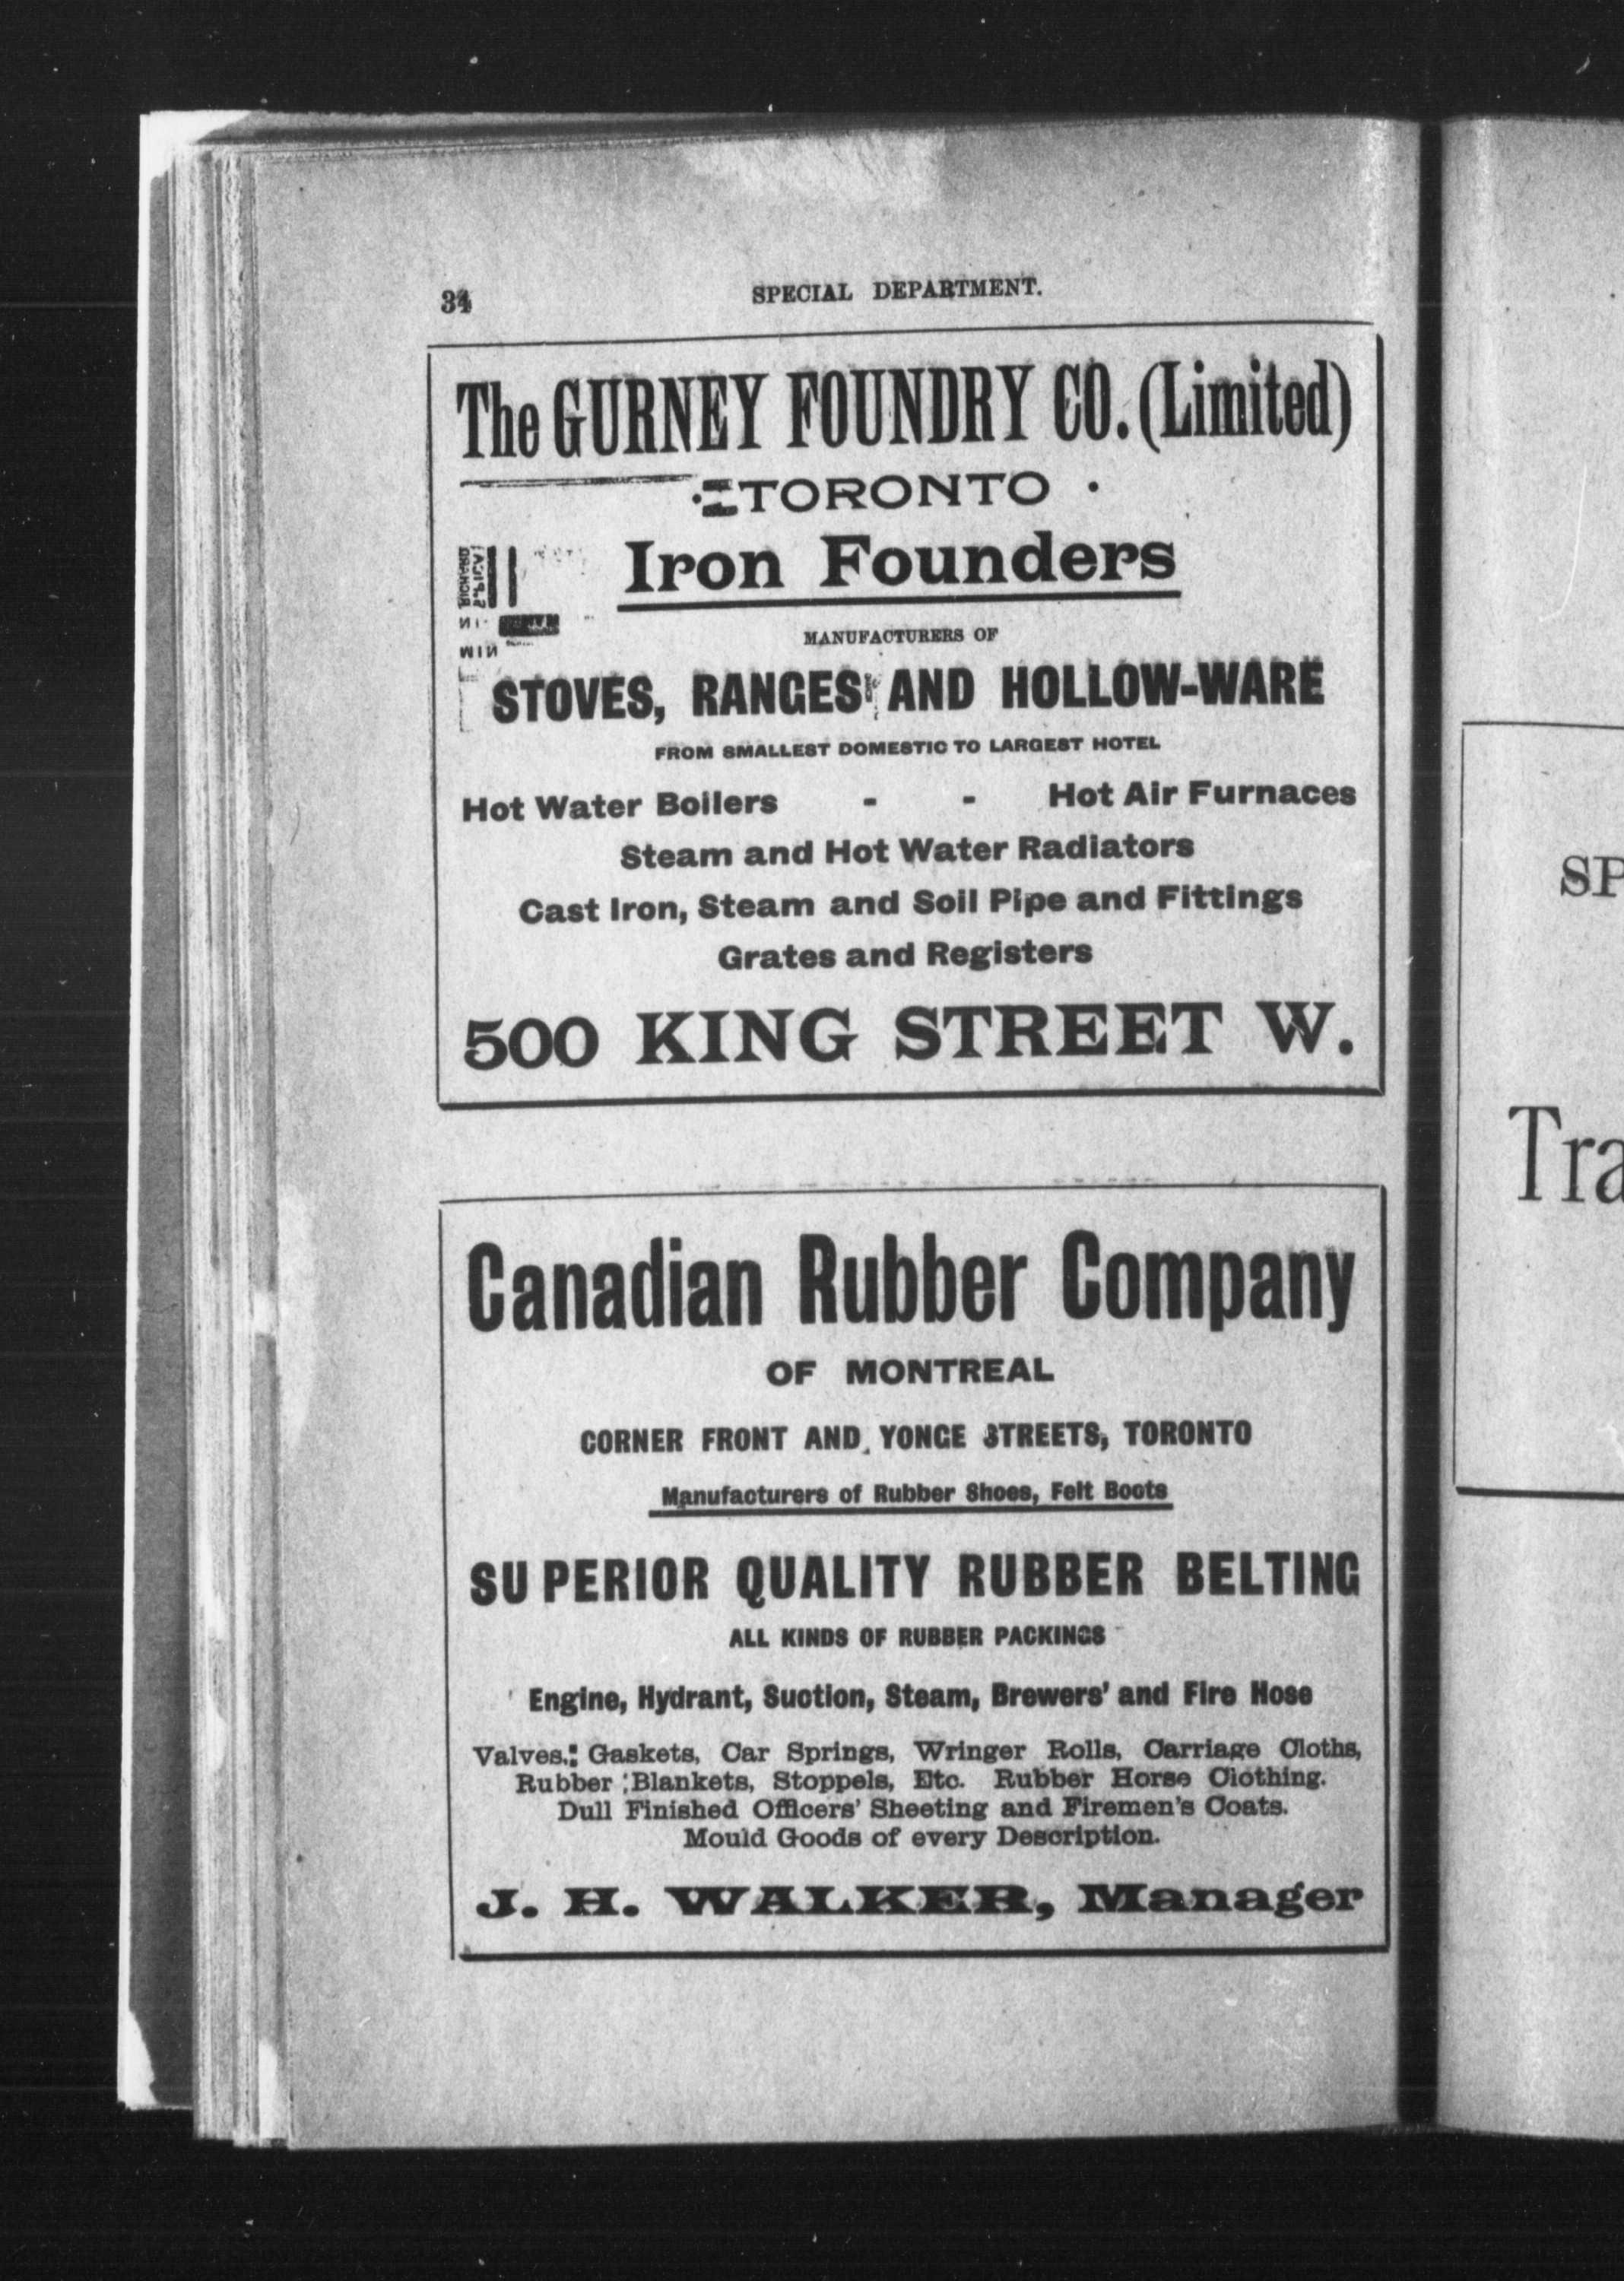 34
SPECIAL DEPARTMENT.
The GURNEY FOUNDRY CO. (Limited)
TORONTO
Iron Founders
MANUFACTURERS OF
STOVES, RANGES AND HOLLOW-WARE
FROM SMALLEST DOMESTIC TO LARGEST HOTEL
Hot Water Boilers - - Hot Air Furnaces
Steam and Hot Water Radiators
Cast Iron, Steam and Soil Pipe and Fittings
Grates and Registers
500 KING STREET W.
Canadian Rubber Company
OF MONTREAL
CORNER FRONT AND YONGE STREETS, TORONTO
Manufacturers of Rubber Shoes, Felt Boots
SUPERIOR QUALITY RUBBER BELTING
ALL KINDS OF RUBBER PACKINGS
Engine, Hydrant, Suction, Steam, Brewers' and Fire Hose
Valves, Gaskets, Car Springs, Wringer Rolls, Carriage Cloths,
Rubber Blankets, Stoppels, Etc. Rubber Horse Clothing.
Dull Finished Officers' Sheeting and Firemen's Coats.
Mould Goods of every Description.
J. H. WALKER, Manager
SP
Tra